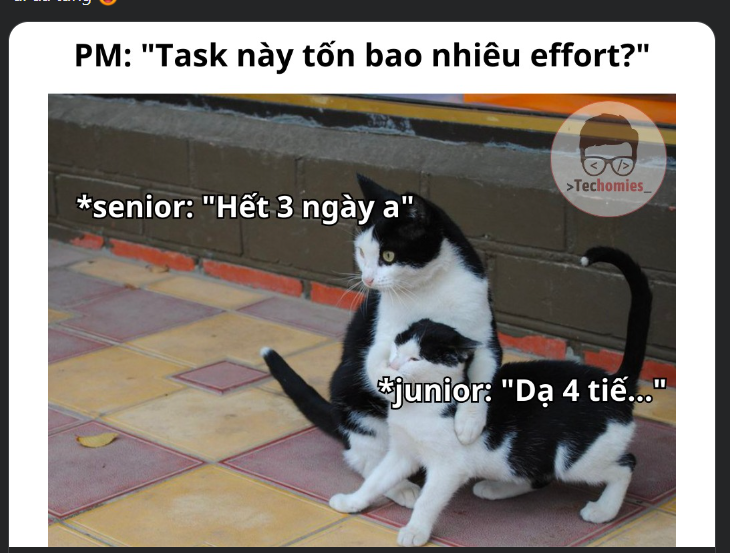 PM: "Task này tốn bao nhiêu effort?"
>Techomies_
*senior: "Hết 3 ngày a"
*junior: "Dạ 4 tiế..."